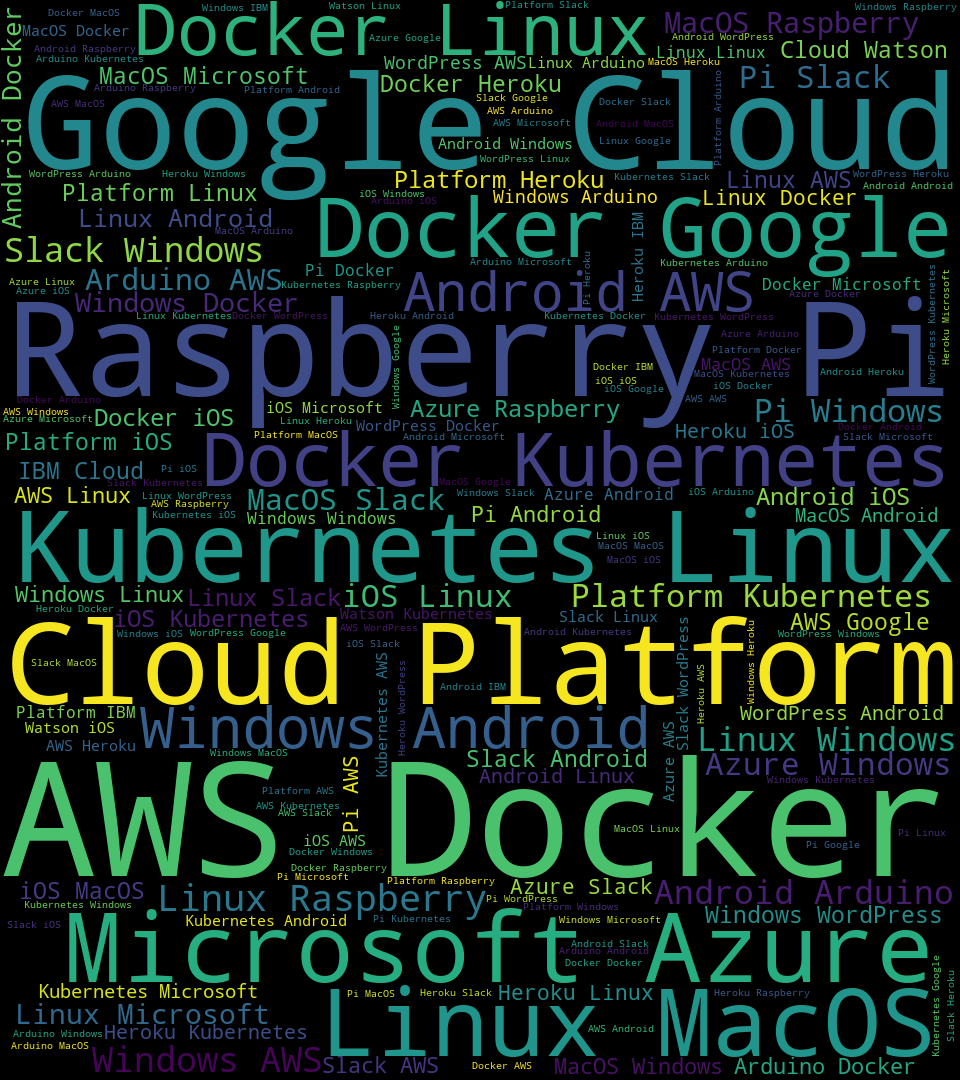 Docker MacOS
Windows IBM
Watson Linux
Platform Slack
Windows Raspberry
MacOS Docker
Docker Linux
MacOS Raspberry
Azure Google
Android WordPress
Android Raspberry
Linux Linux
Cloud Watson
Arduino Kubernetes
WordPress AWS
Linux Arduino
MacOS Heroku
Android Docker
MacOS Microsoft
Docker Heroku
Pi Slack
Arduino Raspberry
Platform Android
Platform Arduino
Slack Google
Docker Slack
AWS MacOS
AWS Arduino
Google Cloud
AWS Microsoft
Android MacOS
Android Windows
Linux Google
WordPress Linux
WordPress Arduino
Heroku Windows
Platform Heroku
Kubernetes Slack
Linux AWS
WordPress Heroku
Android Android
Platform Linux
iOS Windows
Arduino iOS
Windows Arduino
Linux Docker
Linux Android
MacOS Arduino
Docker Google
Heroku IBM
Slack Windows
Arduino Microsoft
Kubernetes Arduino
Pi Heroku
Azure Linux
Arduino AWS
Pi Docker
Kubernetes Raspberry
Android AWS
Docker Microsoft
WordPress Kubernetes
Heroku Microsoft
Azure iOS
Windows Docker
Azure Docker
Linux Kubernetes
Docker WordPress
Heroku Android
Kubernetes Docker
Kubernetes WordPress
Raspberry Pi
Windows Google
Azure Arduino
Platform Docker
Docker IBM
MacOS AWS
MacOS Kubernetes
Android Heroku
iOS iOS
iOS Google
iOS Docker
Docker Arduino
AWS AWS
AWS Windows
Azure Microsoft
Docker iOS
iOS Microsoft
Azure Raspberry
Pi Windows
Linux Heroku
WordPress Docker
Docker Android
Platform MacOS
Android Microsoft
Heroku iOS
Slack Microsoft
Platform iOS
Docker Kubernetes
IBM Cloud
Pi iOS
Slack Kubernetes
MacOS Google
AWS Linux
Linux WordPress
MacOS Slack
Windows Slack
Azure Android
iOS Arduino
Android iOS
AWS Raspberry
Kubernetes iOS
Windows Windows
Pi Android
MacOS Android
Kubernetes Linux
Linux iOS
MacOS MacOS
MacOS iOS
Windows Linux
Linux Slack
iOS Linux
Platform Kubernetes
Heroku Docker
iOS Kubernetes
Watson Kubernetes
Slack Linux
AWS Google
Windows iOS
WordPress Google
AWS WordPress
Android Kubernetes
WordPress Windows
Cloud Platform
iOS Slack
Slack MacOS
Kubernetes AWS
Heroku WordPress
Android IBM
Slack WordPress
Heroku AWS
Windows Heroku
Platform IBM
Watson iOS
Windows Android
WordPress Android
AWS Heroku
Azure AWS
Linux Windows
Windows MacOS
Slack Android
Azure Windows
Pi AWS
Android Linux
Windows Kubernetes
AWS Docker
Platform AWS
AWS Kubernetes
AWS Slack
MacOS Linux
Pi Linux
iOS AWS
Docker Windows
Pi Google
Docker Raspberry
Pi Microsoft
Platform Raspberry
iOS MacOS
Linux Raspberry
Azure Slack
Android Arduino
Pi WordPress
Kubernetes Windows
Platform Windows
Windows WordPress
Slack iOS
Kubernetes Android
Pi Kubernetes
Windows Microsoft
Microsoft Azure
Android Slack
Arduino Android
Docker Docker
Kubernetes Google
Slack Heroku
Kubernetes Microsoft
Pi MacOS
Heroku Slack
Heroku Linux
Heroku Raspberry
Linux MacOS
Linux Microsoft
Arduino Windows
Heroku Kubernetes
AWS Android
Arduino MacOS
Windows AWS
Slack AWS
Docker AWS
MacOS Windows
Arduino Docker